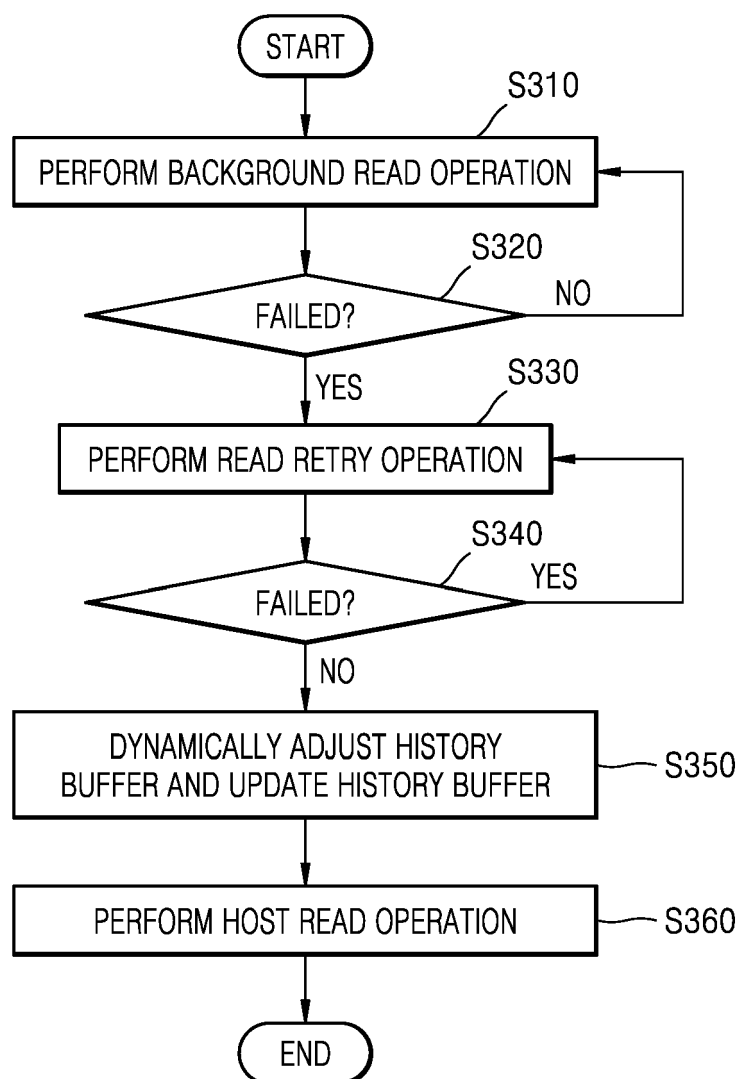 START
S310
PERFORM BACKGROUND READ OPERATION
S320
FAILED?
NO
YES
S330
PERFORM READ RETRY OPERATION
S340
FAILED?
YES
NO
DYNAMICALLY ADJUST HISTORY
BUFFER AND UPDATE HISTORY BUFFER
S350
PERFORM HOST READ OPERATION
S360
END